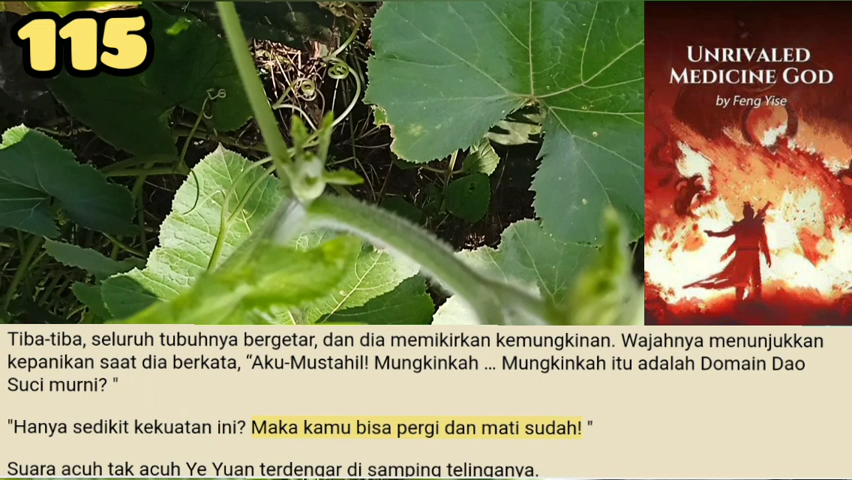 115
UNRIVALED
MEDICINE GOD
by Feng Yise
Tiba-tiba, seluruh tubuhnya bergetar, dan dia memikirkan kemungkinan. Wajahnya menunjukkan
kepanikan saat dia berkata, “Aku-Mustahil! Mungkinkah ... Mungkinkah itu adalah Domain Dao
Suci murni? "
"Hanya sedikit kekuatan ini? Maka kamu bisa pergi dan mati sudah! "
Suara acuh tak acuh Ye Yuan terdengar di samping telinganya.